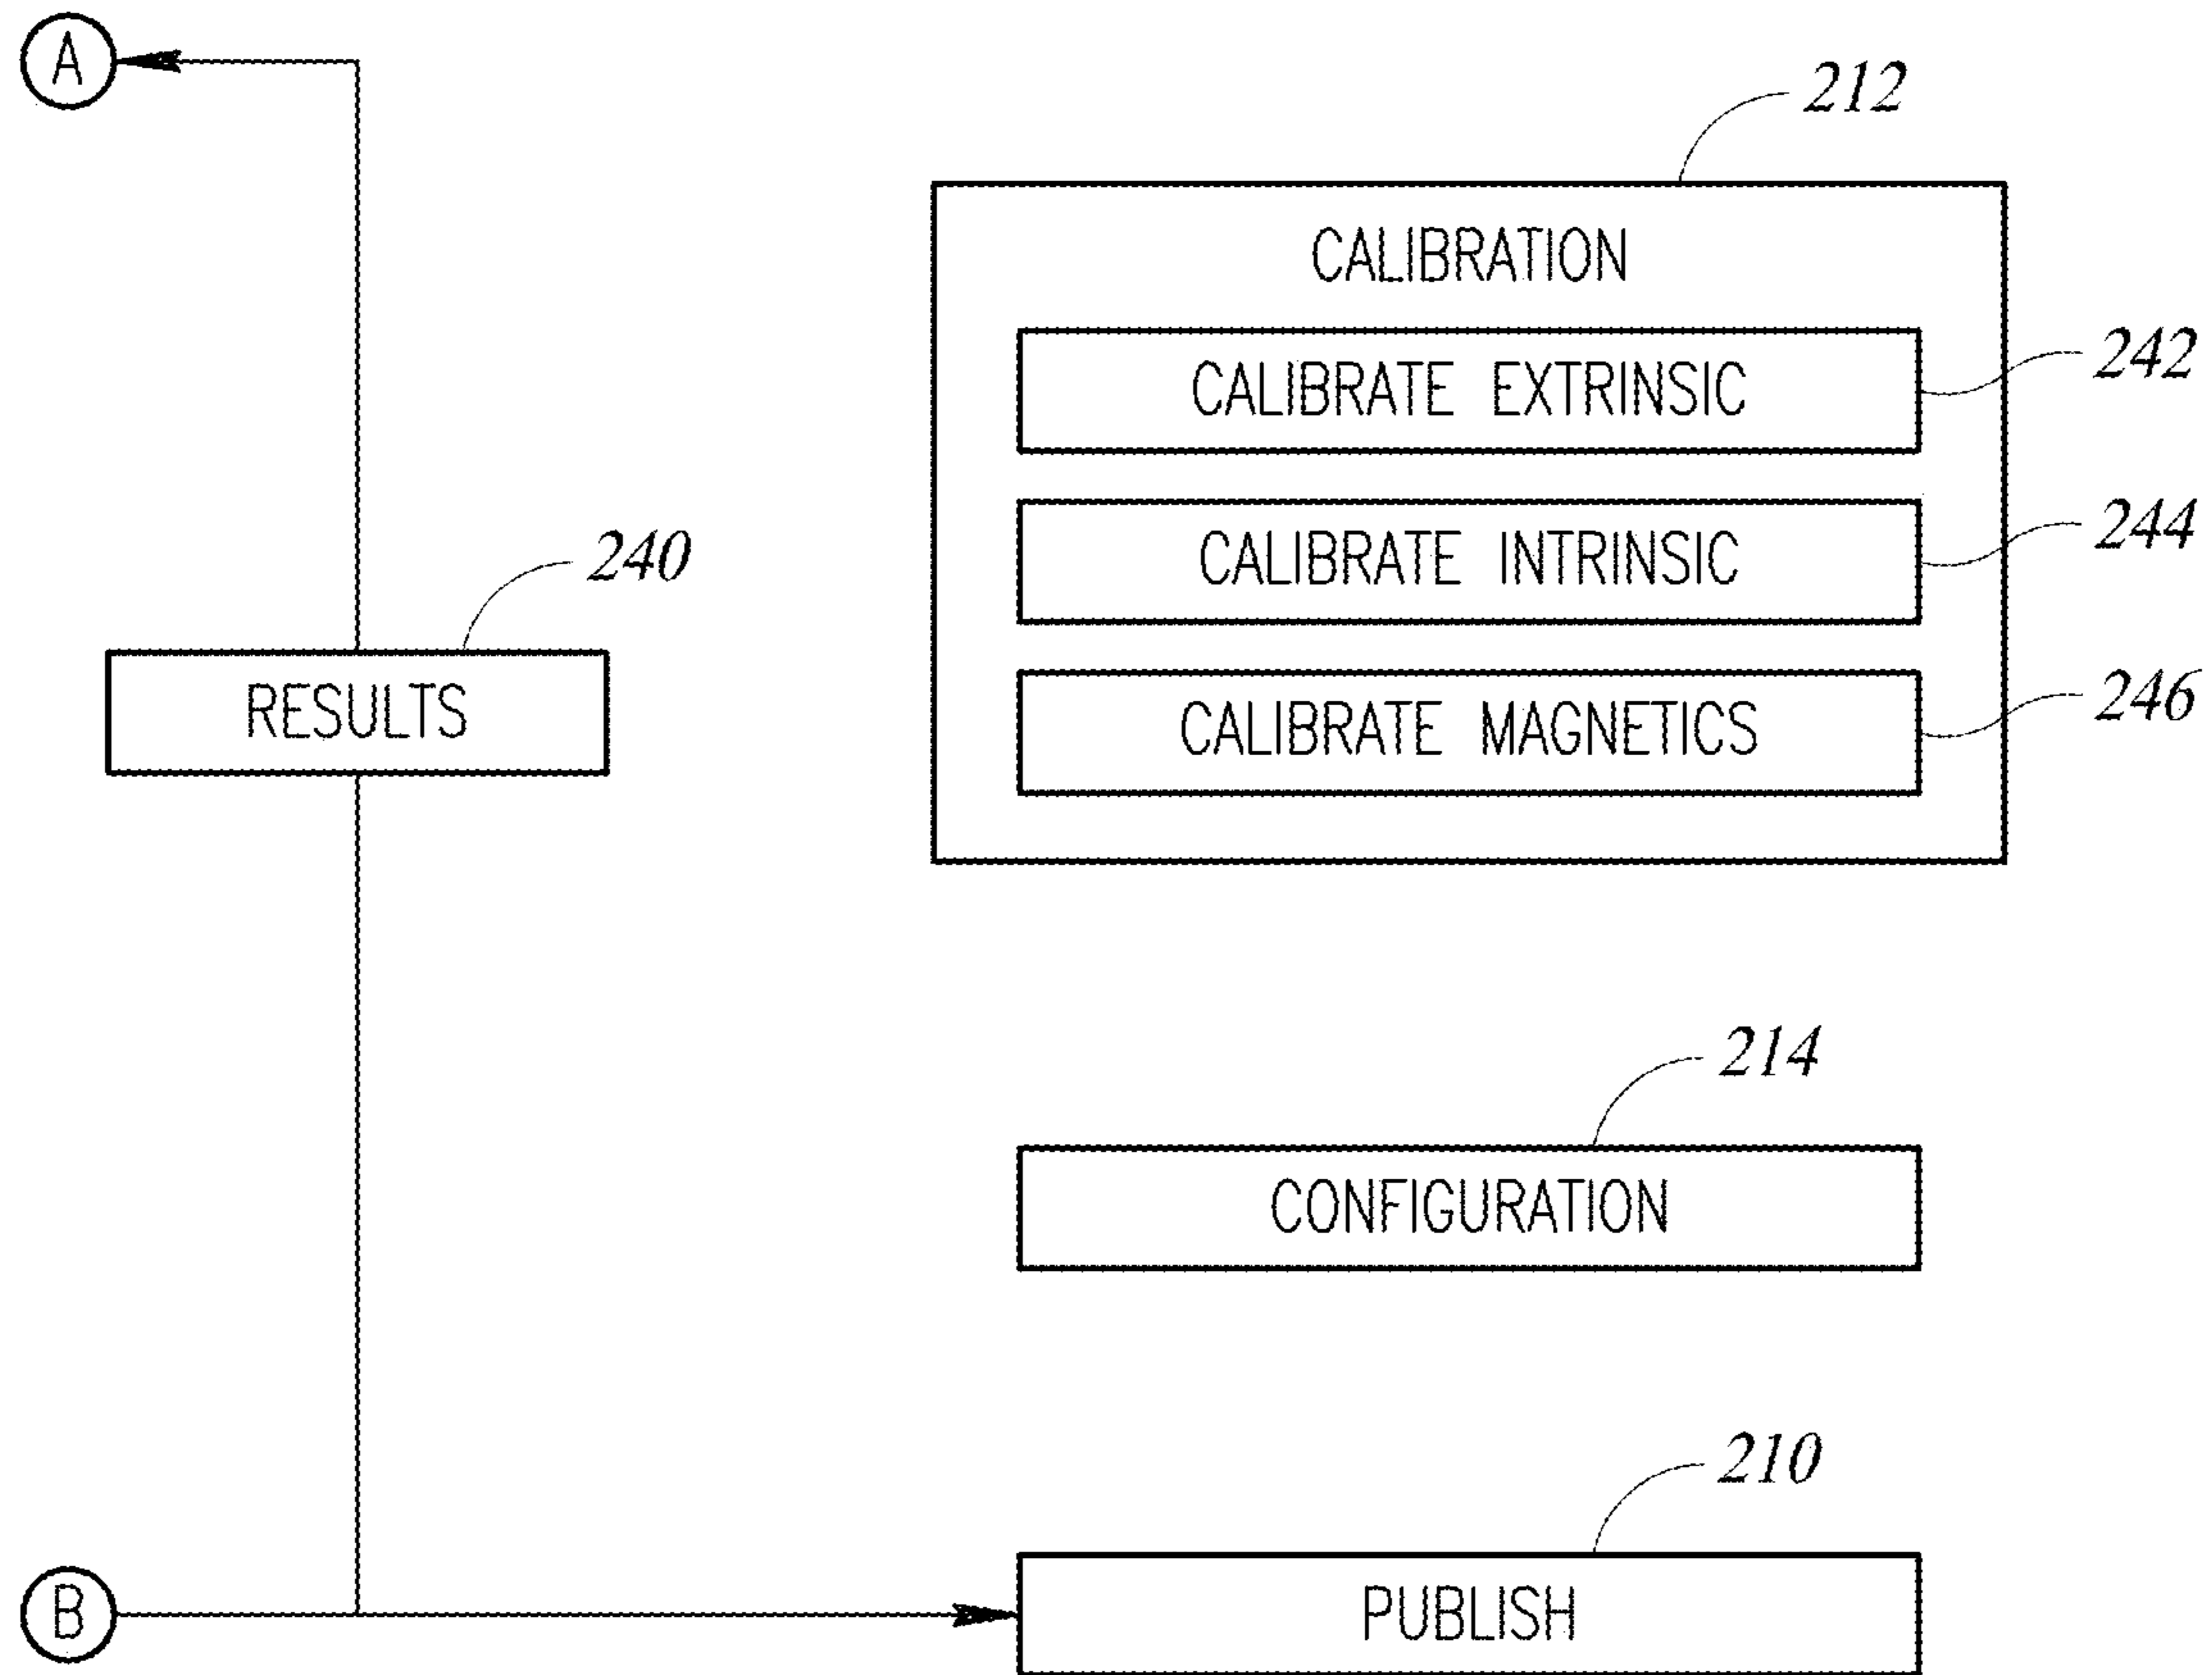 A
212
CALIBRATION
CALIBRATE EXTRINSIC
242
CALIBRATE INTRINSIC
244
240
RESULTS
CALIBRATE MAGNETICS
246
214
CONFIGURATION
210
B
PUBLISH